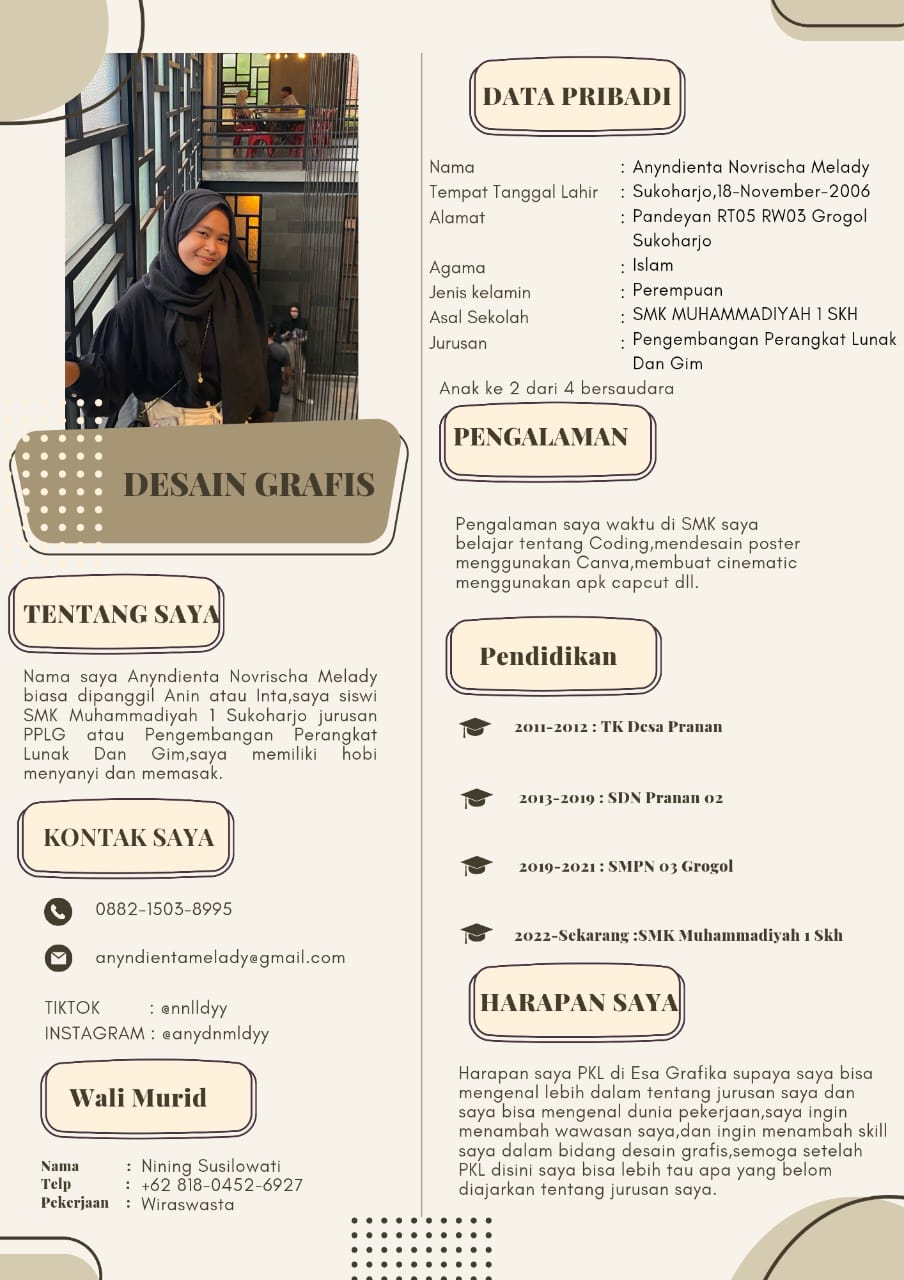 DESAIN GRAFIS
TENTANG SAYA
Nama saya Anyndienta Novrischa Melady
biasa dipanggil Anin atau Inta,saya siswi
SMK Muhammadiyah 1 Sukoharjo jurusan
PPLG atau Pengembangan Perangkat
Lunak Dan Gim,saya memiliki hobi
menyanyi dan memasak.
KONTAK SAYA
0882-1503-8995
anyndientamelady@gmail.com
TIKTOK : @nnlldyy
INSTAGRAM : @anydnmldyy
Wali Murid
Nama : Nining Susilowati
Telp : +62 818-0452-6927
Pekerjaan : Wiraswasta
DATA PRIBADI
Nama : Anyndienta Novrischa Melady
Tempat Tanggal Lahir : Sukoharjo,18-November-2006
Alamat : Pandeyan RT05 RW03 Grogol
Sukoharjo
Agama : Islam
Jenis kelamin : Perempuan
Asal Sekolah : SMK MUHAMMADIYAH 1 SKH
Jurusan : Pengembangan Perangkat Lunak
Dan Gim
Anak ke 2 dari 4 bersaudara
PENGALAMAN
Pengalaman saya waktu di SMK saya
belajar tentang Coding,mendesain poster
menggunakan Canva,membuat cinematic
menggunakan apk capcut dll.
Pendidikan
2011-2012 : TK Desa Pranan
2013-2019 : SDN Pranan 02
2019-2021 : SMPN 03 Grogol
2022-Sekarang :SMK Muhammadiyah 1 Skh
HARAPAN SAYA
Harapan saya PKL di Esa Grafika supaya saya bisa
mengenal lebih dalam tentang jurusan saya dan
saya bisa mengenal dunia pekerjaan,saya ingin
menambah wawasan saya,dan ingin menambah skill
saya dalam bidang desain grafis,semoga setelah
PKL disini saya bisa lebih tau apa yang belom
diajarkan tentang jurusan saya.